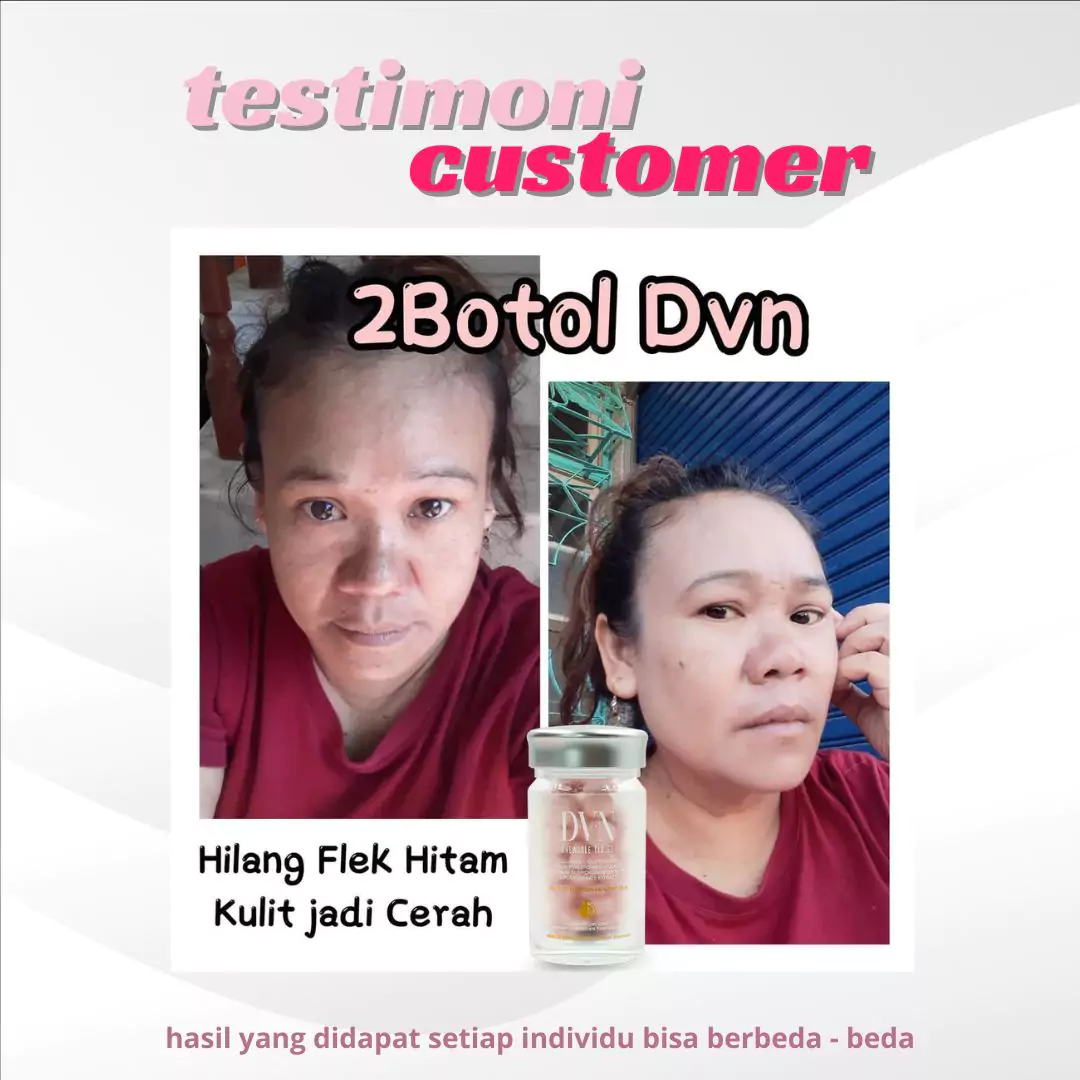 testimoni
customer
2Botol Dvn
DVN
Hilang Flek Hitam
Kulit jadi Cerah
hasil yang didapat setiap individu bisa berbeda - beda